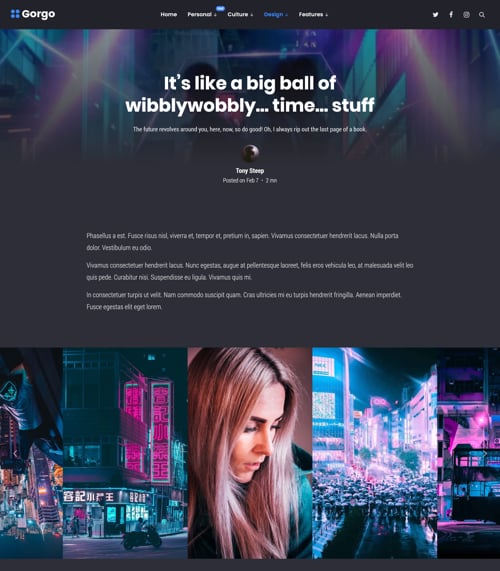 Gorgo
Home
Personal
Culture
Design
Features
It's like a big ball of
wibblywobbly... time... stuff
The future revolves around you, here, now, so do good! Oh, I always rip out the last page of a book.
Tony Steep
Posted on Feb 7 • 2 mn
Phasellus a est. Fusce risus nisl, viverra et, tempor et, pretium in, sapien. Vivamus consectetuer hendrerit lacus. Nulla porta
dolor. Vestibulum eu odio.
Vivamus consectetuer hendrerit lacus. Nunc egestas, augue at pellentesque laoreet, felis eros vehicula leo, at malesuada velit leo
quis pede. Curabitur nisi. Suspendisse eu ligula. Vivamus quis mi.
In consectetuer turpis ut velit. Nam commodo suscipit quam. Cras ultricies mi eu turpis hendrerit fringilla. Aenean imperdiet.
Fusce egestas elit eget lorem.
容記小菜王
容記小菜王